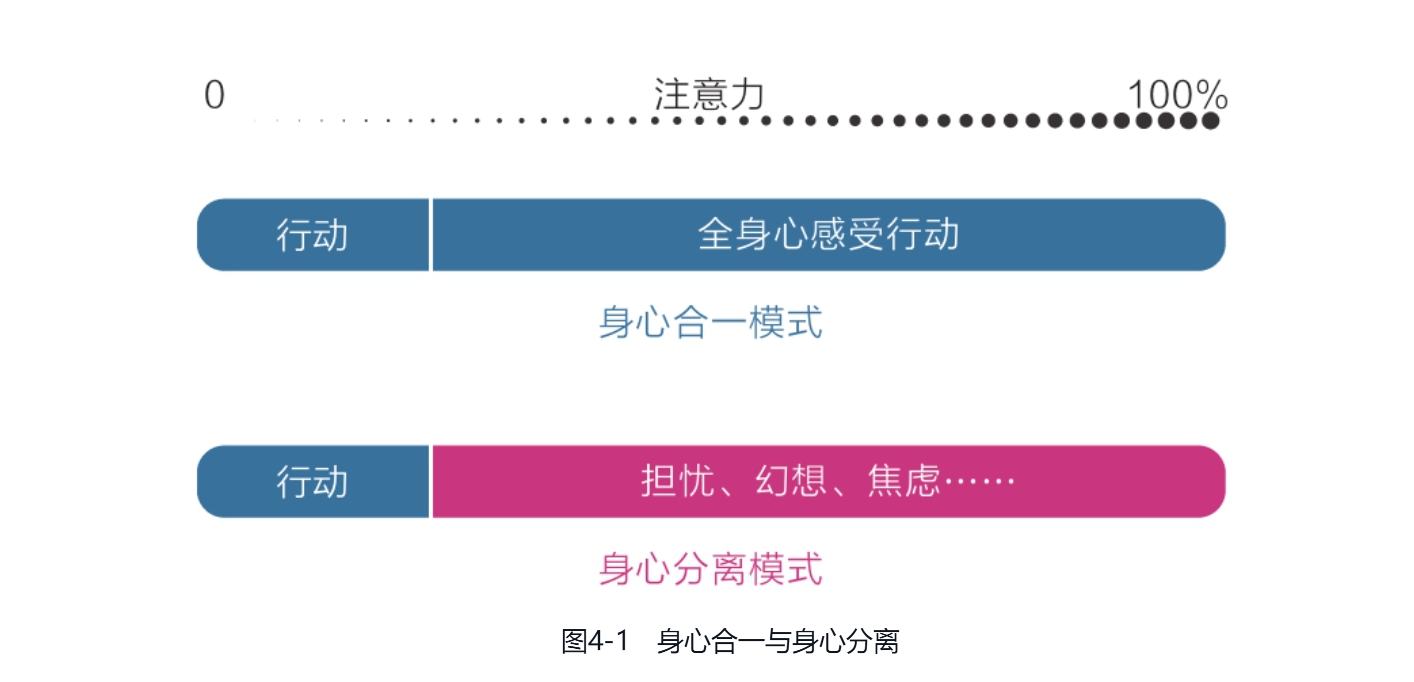 0 注意力 100%
行动 全身心感受行动
身心合一模式
行动 担忧、幻想、焦虑……
身心分离模式
图4-1 身心合一与身心分离